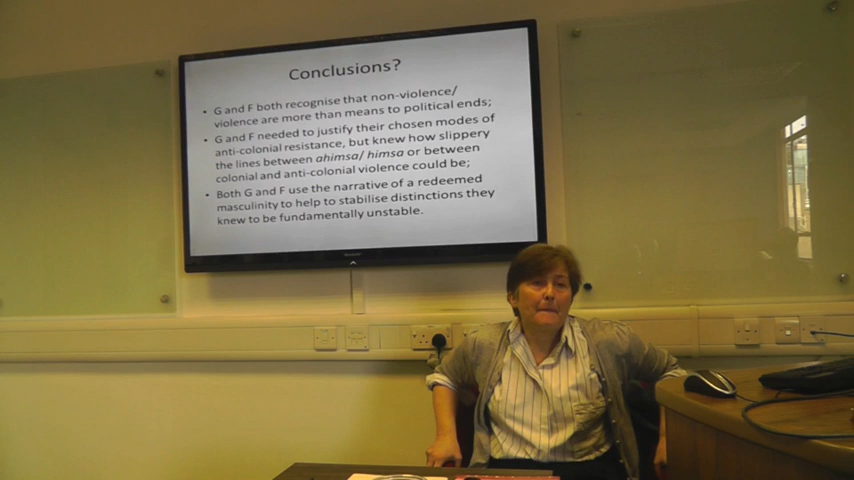 Conclusions?
• G and F both recognise that non-violence/
violence are more than means to political ends;
• G and F needed to justify their chosen modes of
anti-colonial resistance, but knew how slippery
the lines between ahimsa/ himsa or between
colonial and anti-colonial violence could be;
• Both G and F use the narrative of a redeemed
masculinity to help to stabilise distinctions they
knew to be fundamentally unstable.